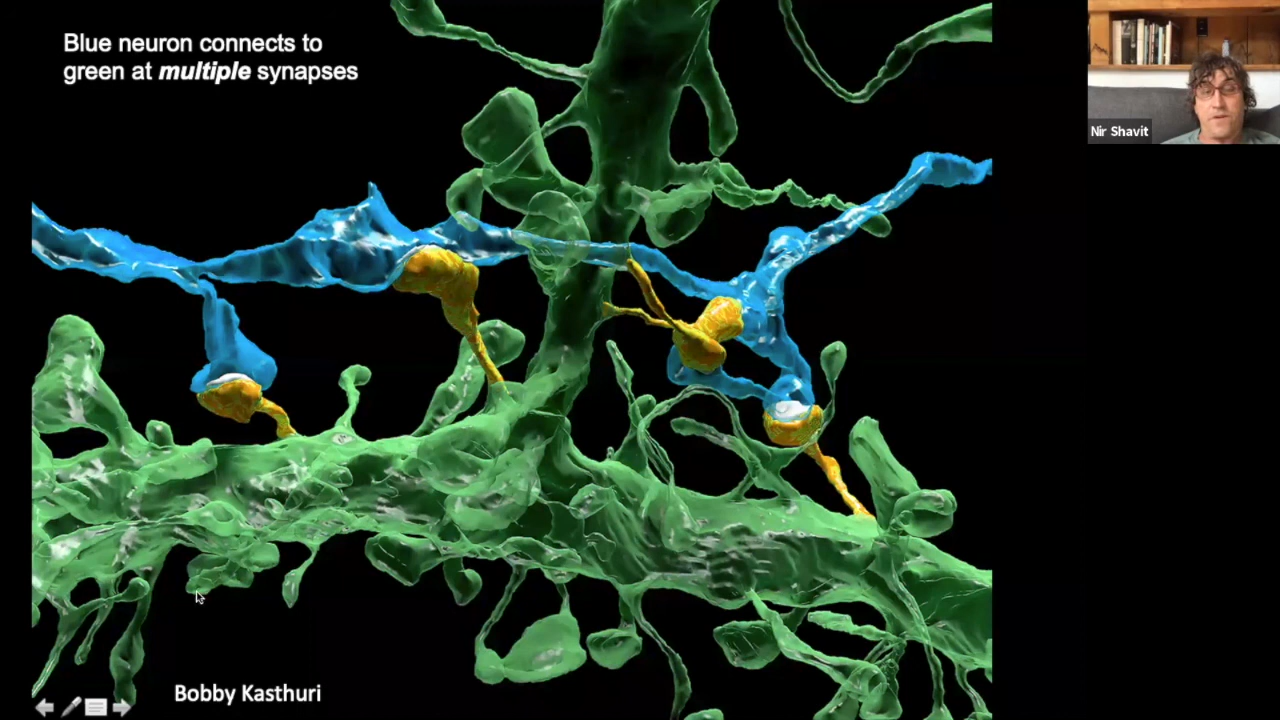 Blue neuron connects to
green at multiple synapses
Nir Shavit
Bobby Kasthuri